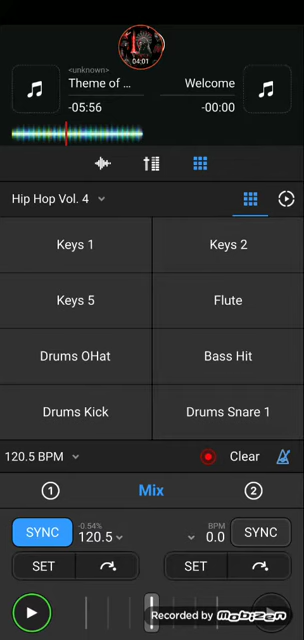 04:01
<unknown>
Theme of ...
Welcome
-05:56
-00:00
Hip Hop Vol. 4
Keys 1
Keys 2
Keys 5
Flute
Drums OHat
Bass Hit
Drums Kick
Drums Snare 1
120.5 BPM
Clear
1
Mix
2
SYNC
-0.54%
120.5
BPM
0.0
SYNC
SET
SET
Recorded by mobizen